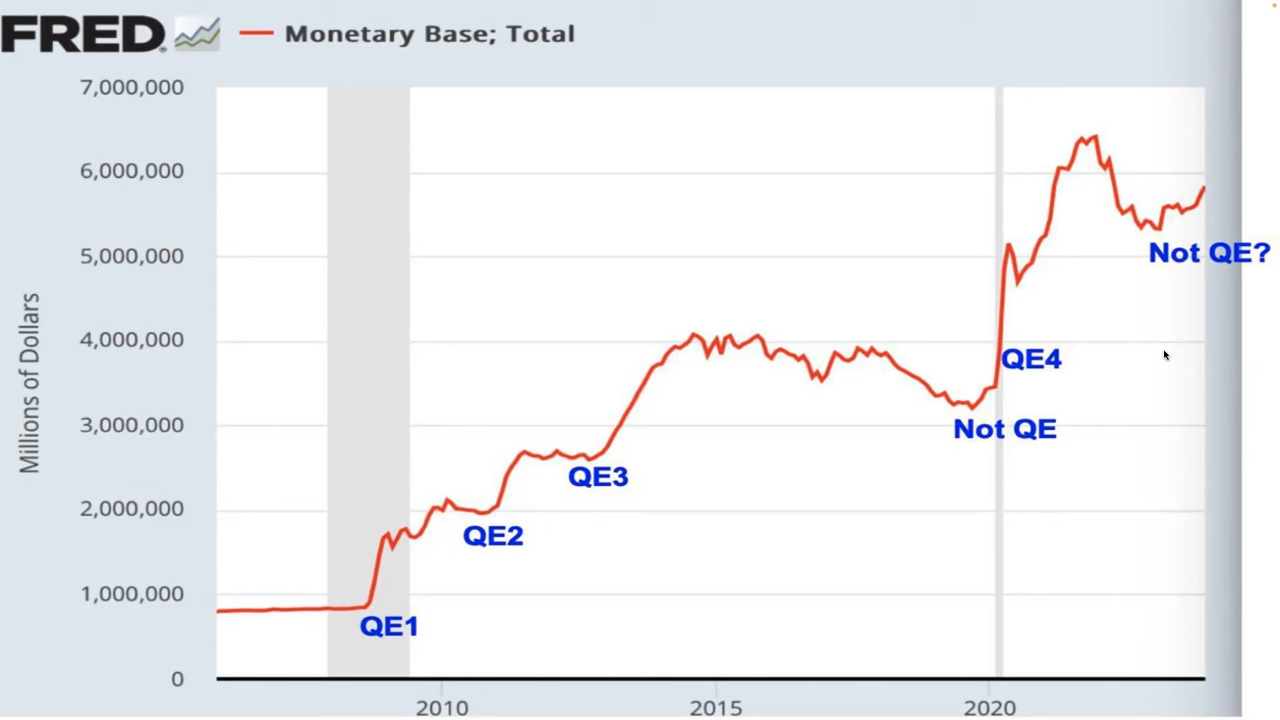 FRED
Monetary Base; Total
7,000,000
6,000,000
5,000,000
4,000,000
3,000,000
2,000,000
1,000,000
0
Millions of Dollars
Not QE?
QE4
Not QE
QE3
QE2
QE1
2010
2015
2020